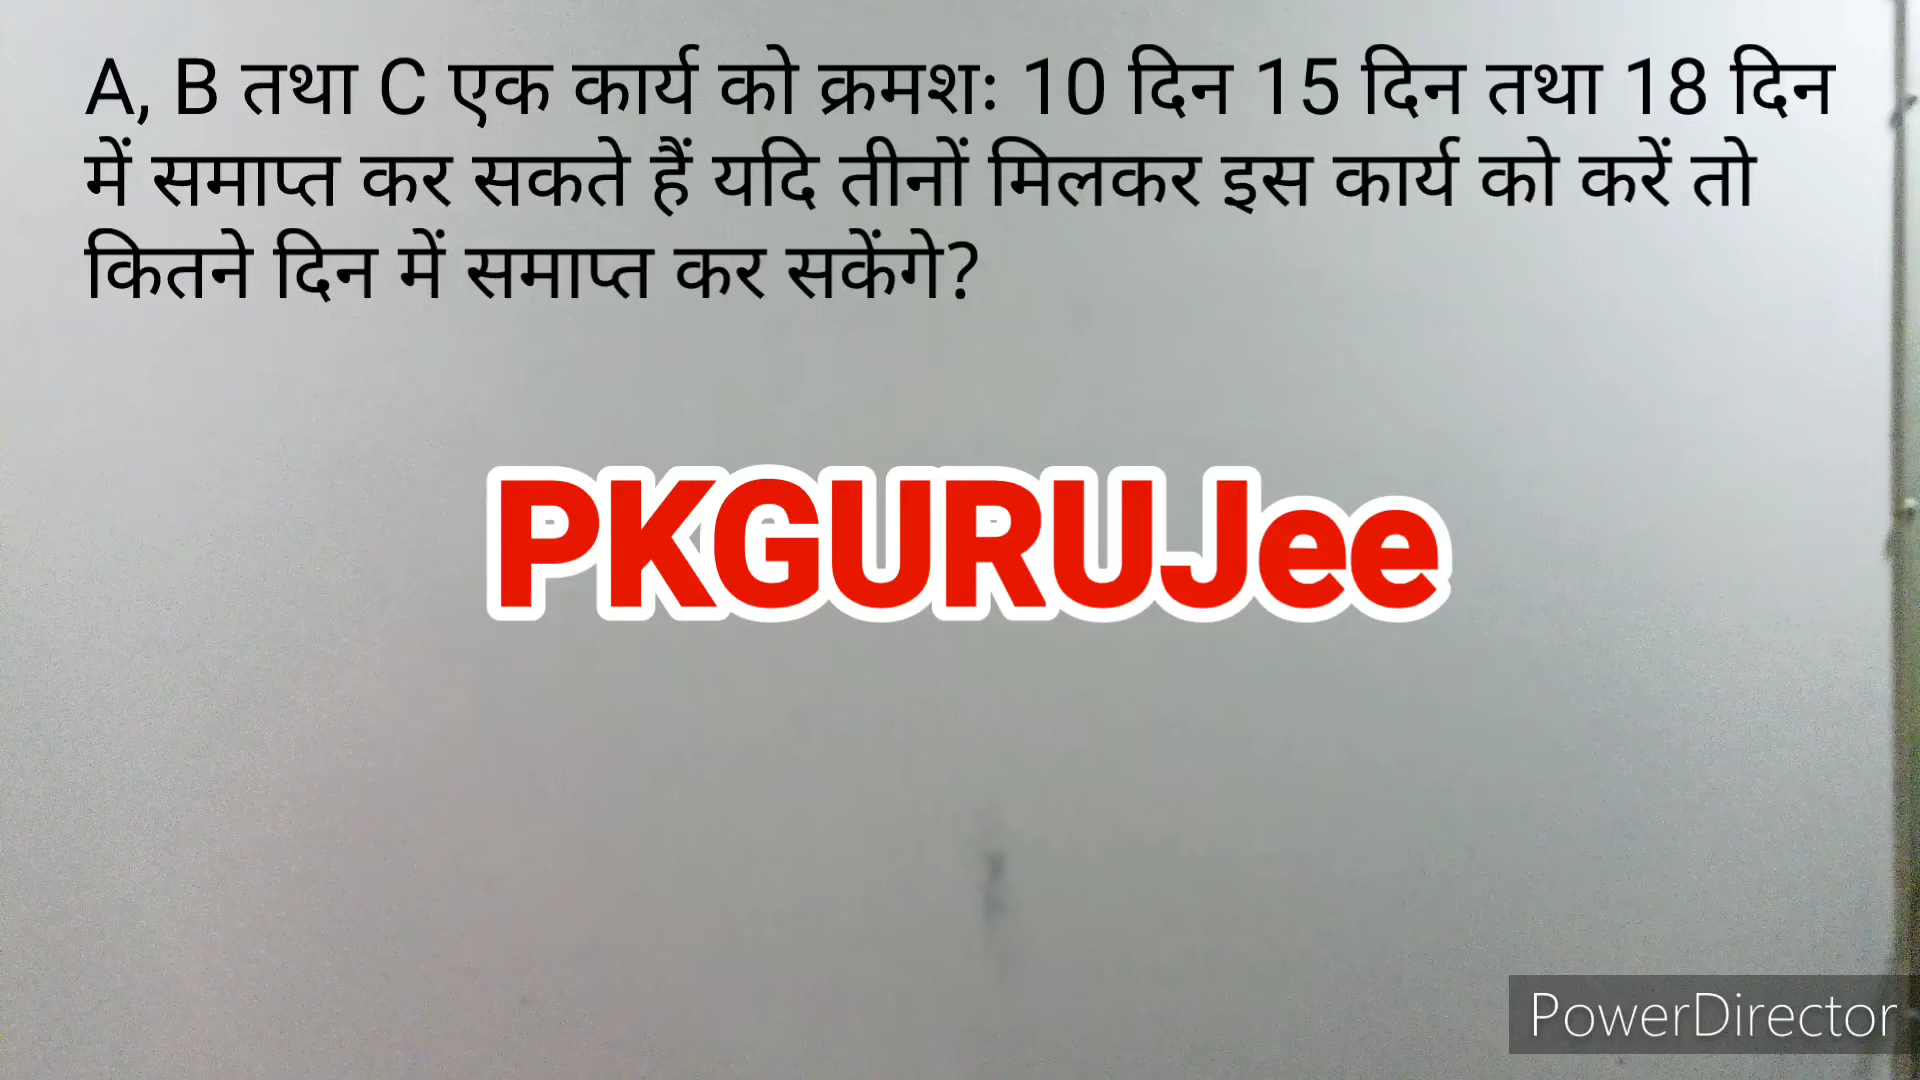 A, B तथा C एक कार्य को क्रमशः 10 दिन 15 दिन तथा 18 दिन
में समाप्त कर सकते हैं यदि तीनों मिलकर इस कार्य को करें तो
कितने दिन में समाप्त कर सकेंगे?
PKGURUJee
PowerDirector